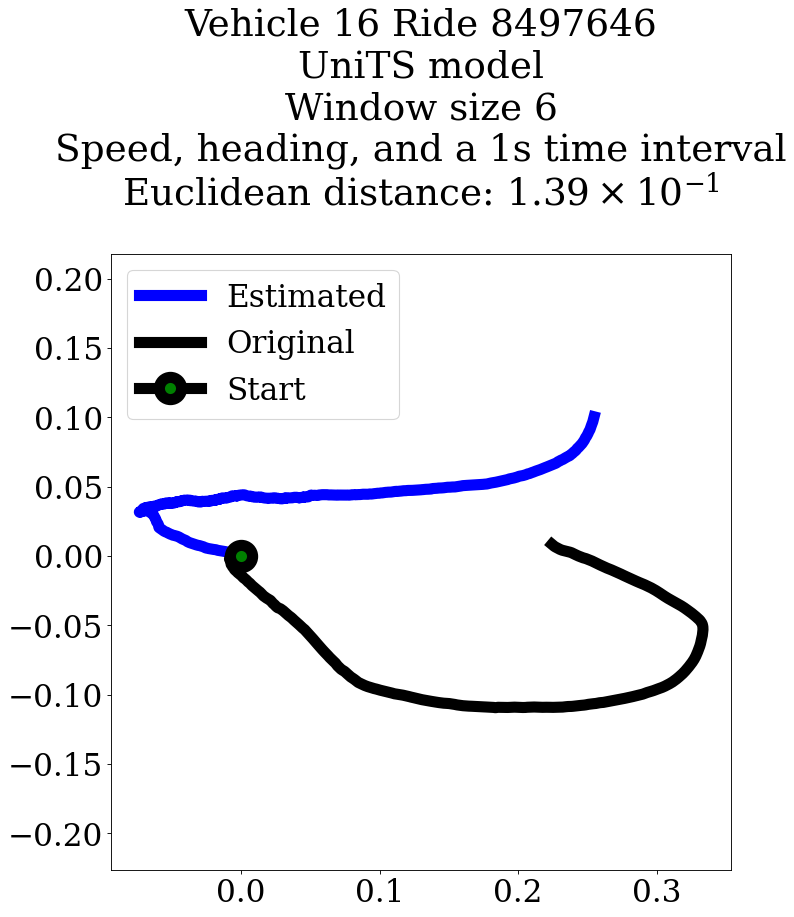 Vehicle 16 Ride 8497646
UniTS model
Window size 6
Speed, heading, and a 1s time interval
Euclidean distance: $1.39 \times 10^{-1}$
Estimated
Original
Start
0.20
0.15
0.10
0.05
0.00
−0.05
−0.10
−0.15
−0.20
0.0 0.1 0.2 0.3